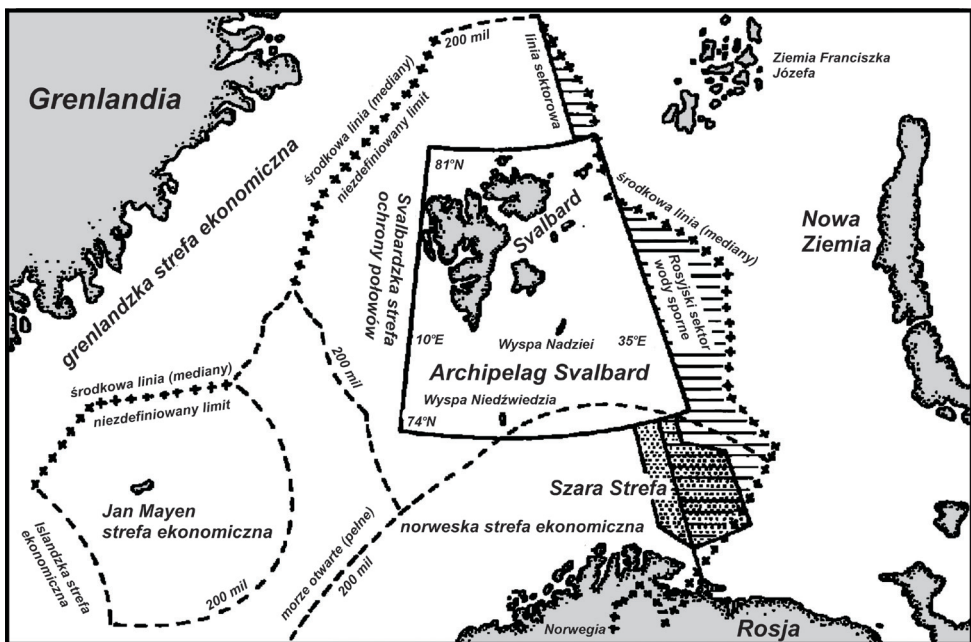 200 mil
linia sektorowa
Ziemia Franciszka
Józefa
Grenlandia
środkowa linia (mediany)
niezdefiniowany limit
grenlandzka strefa ekonomiczna
81°N
Svalbardzka strefa
ochrony połowów
Svalbard
środkowa linia (mediany)
Nowa
Ziemia
Rosyjski sektor
wody sporne
10°E
Wyspa Nadziei
35°E
200 mil
Archipelag Svalbard
Wyspa Niedźwiedzia
74°N
środkowa linia (mediany)
niezdefiniowany limit
Szara Strefa
Jan Mayen
strefa ekonomiczna
norweska strefa ekonomiczna
Islandzka strefa
ekonomiczna
200 mil
morze otwarte (pełne)
200 mil
Norwegia
Rosja